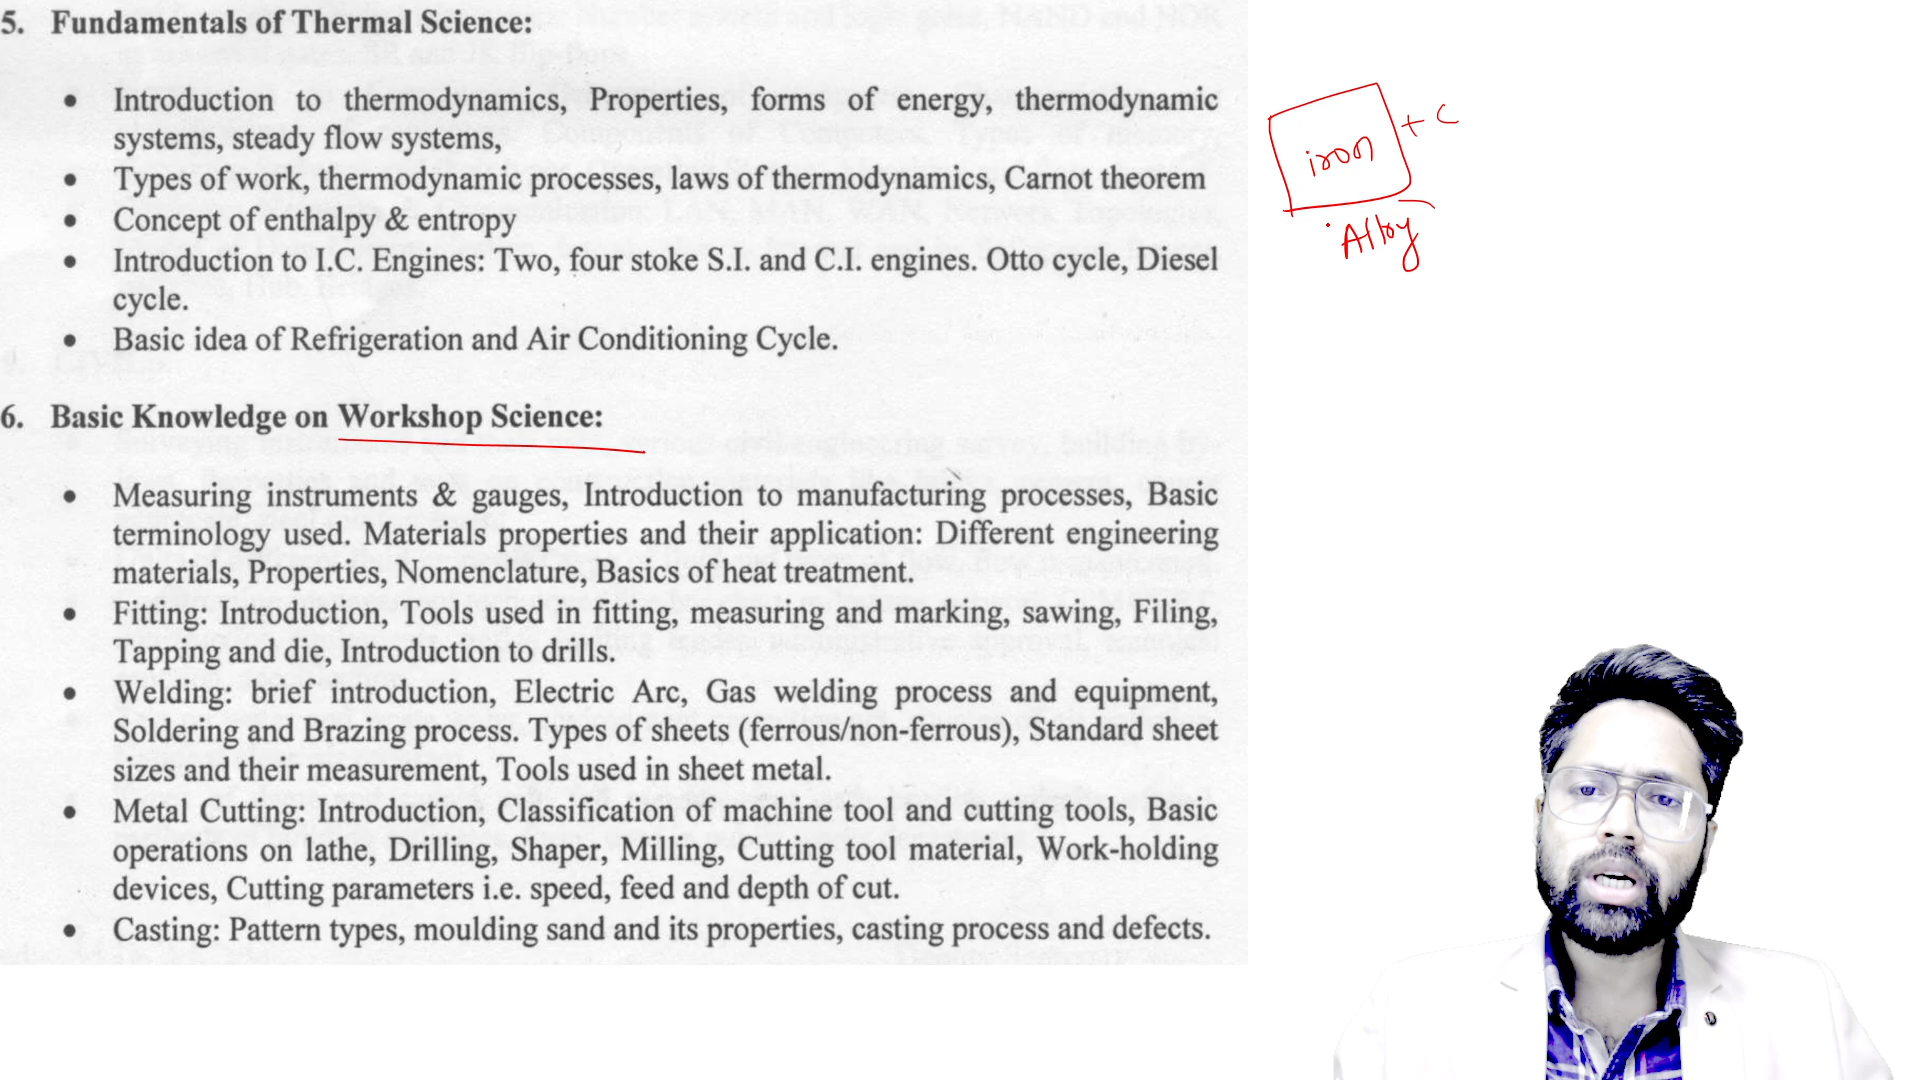 5. Fundamentals of Thermal Science:
• Introduction to thermodynamics, Properties, forms of energy, thermodynamic
systems, steady flow systems,
• Types of work, thermodynamic processes, laws of thermodynamics, Carnot theorem
• Concept of enthalpy & entropy
• Introduction to I.C. Engines: Two, four stoke S.I. and C.I. engines. Otto cycle, Diesel
cycle.
• Basic idea of Refrigeration and Air Conditioning Cycle.
6. Basic Knowledge on Workshop Science:
• Measuring instruments & gauges, Introduction to manufacturing processes, Basic
terminology used. Materials properties and their application: Different engineering
materials, Properties, Nomenclature, Basics of heat treatment.
• Fitting: Introduction, Tools used in fitting, measuring and marking, sawing, Filing,
Tapping and die, Introduction to drills.
• Welding: brief introduction, Electric Arc, Gas welding process and equipment,
Soldering and Brazing process. Types of sheets (ferrous/non-ferrous), Standard sheet
sizes and their measurement, Tools used in sheet metal.
• Metal Cutting: Introduction, Classification of machine tool and cutting tools, Basic
operations on lathe, Drilling, Shaper, Milling, Cutting tool material, Work-holding
devices, Cutting parameters i.e. speed, feed and depth of cut.
• Casting: Pattern types, moulding sand and its properties, casting process and defects.
iron + C
Alloy